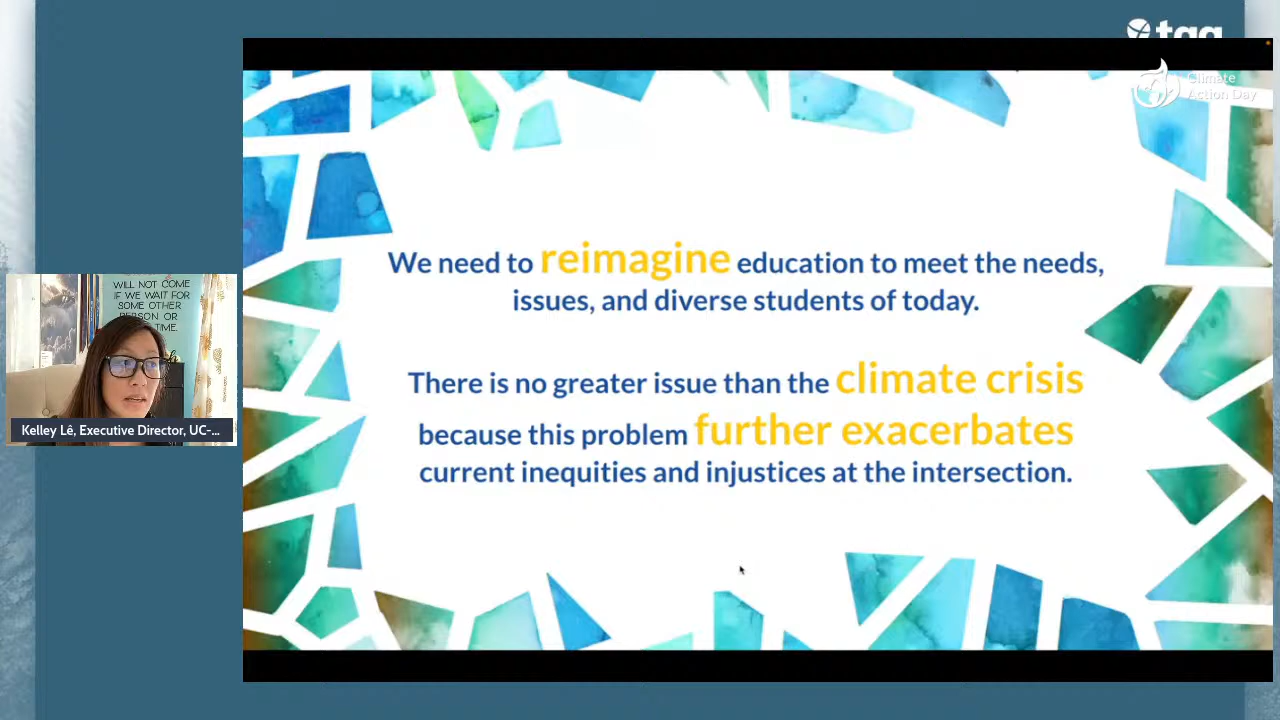 tag
Climate
Action Day
We need to reimagine education to meet the needs,
issues, and diverse students of today.
There is no greater issue than the climate crisis
because this problem further exacerbates
current inequities and injustices at the intersection.
WILL NOT COME
IF WE WAIT FOR
SOME OTHER
PERSON OR
TIME.
Kelley Lê, Executive Director, UC-...